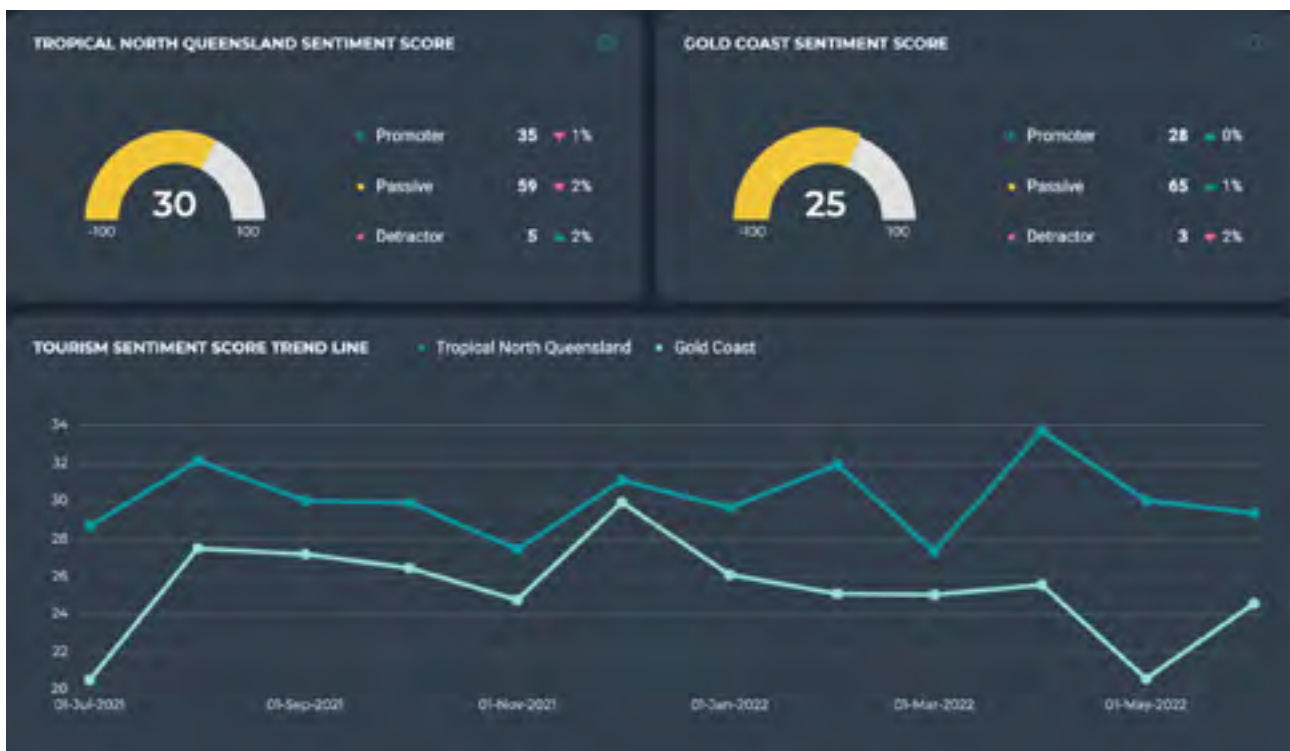 TROPICAL NORTH QUEENSLAND SENTIMENT SCORE
30
-100 100
Promoter 35 1%
Passive 59 2%
Detractor 5 2%
GOLD COAST SENTIMENT SCORE
25
-100 100
Promoter 28 0%
Passive 65 1%
Detractor 3 2%
TOURISM SENTIMENT SCORE TREND LINE Tropical North Queensland Gold Coast
34
32
30
28
26
24
22
20
01-Jul-2021 01-Sep-2021 01-Nov-2021 01-Jan-2022 01-Mar-2022 01-May-2022